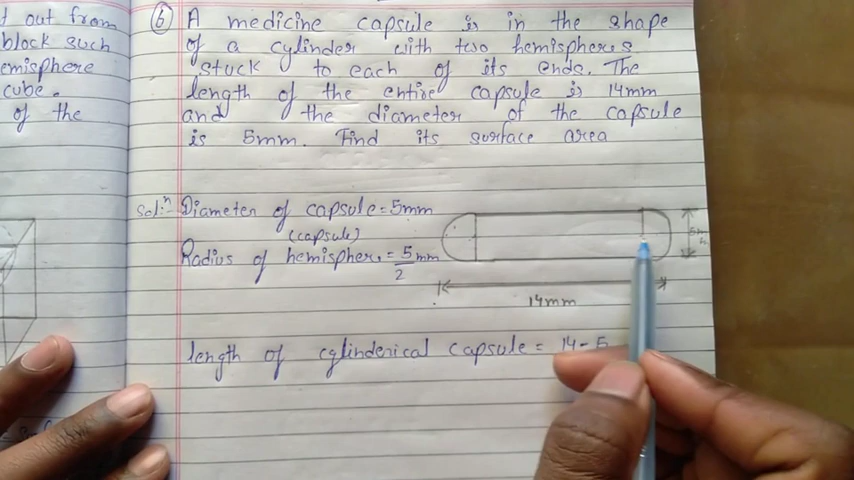 t out from
block such
emisphere
cube.
of the
6 A medicine capsule is in the shape
of a cylinder with two hemispheres
stuck to each of its ends. The
length of the entire capsule is 14mm
and the diameter of the capsule
is 5mm. Find its surface area
Sol:ⁿ Diameter of capsule = 5mm
(capsule)
Radius of hemisphere = 5/2 mm
5m
14mm
length of cylinderical capsule = 14 - 5